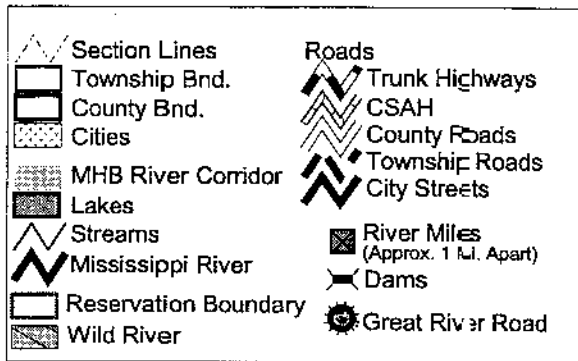 Section Lines
Township Bnd.
County Bnd.
Cities
MHB River Corridor
Lakes
Streams
Mississippi River
Reservation Boundary
Wild River
Roads
Trunk Highways
CSAH
County Roads
Township Roads
City Streets
River Miles
(Approx. 1 Mi. Apart)
Dams
Great River Road